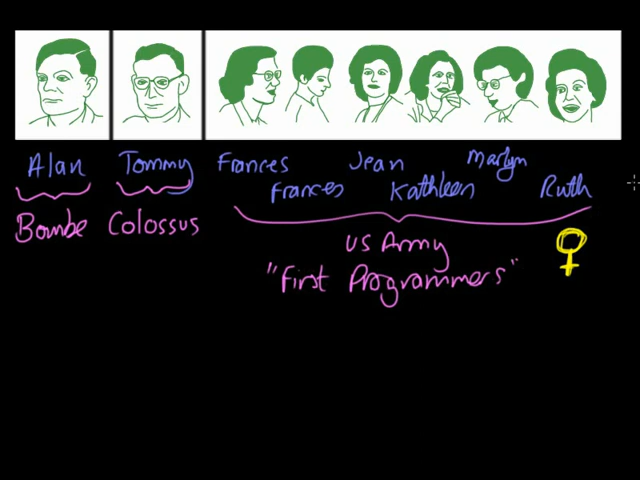 Alan Tommy Frances Jean Marlyn
Frances Kathleen Ruth
Bombe Colossus
US Army
"First Programmers"